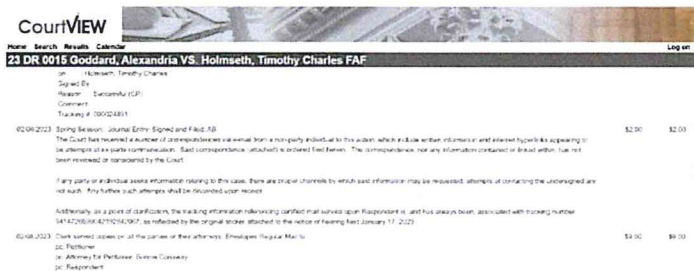 CourtVIEW
Home Search Results Calendar Log on
23 DR 0015 Goddard, Alexandria VS. Holmseth, Timothy Charles FAF
on Holmseth, Timothy Charles
Signed By
Reason Successful (CP)
Comment
Tracking #
02/06/2023 Spring Session: Journal Entry Signed and Filed: AB $2.00 $2.00
The Court has received a number of correspondences via email from a non-party individual to this action, which include written information and internet hyperlinks appearing to
be attempts at ex parte communication. Said correspondence (attached) is ordered filed herein. The correspondence, nor any information contained or linked within, has not
been reviewed or considered by the Court.
If any party or individual seeks information relating to this case, there are proper channels by which said information may be requested; attempts at contacting the undersigned are
not such. Any further such attempts shall be discarded upon receipt.
Additionally, as a point of clarification, the tracking information referencing certified mail service upon Respondent is, and has always been, associated with tracking number
as reflected by the original sticker attached to the notice of hearing filed January 17, 2023.
Clerk served copies on all the parties or their attorneys. Envelopes Regular Mail to $9.00 $9.00
pc: Petitioner
pc: Attorney for Petitioner
pc: Respondent